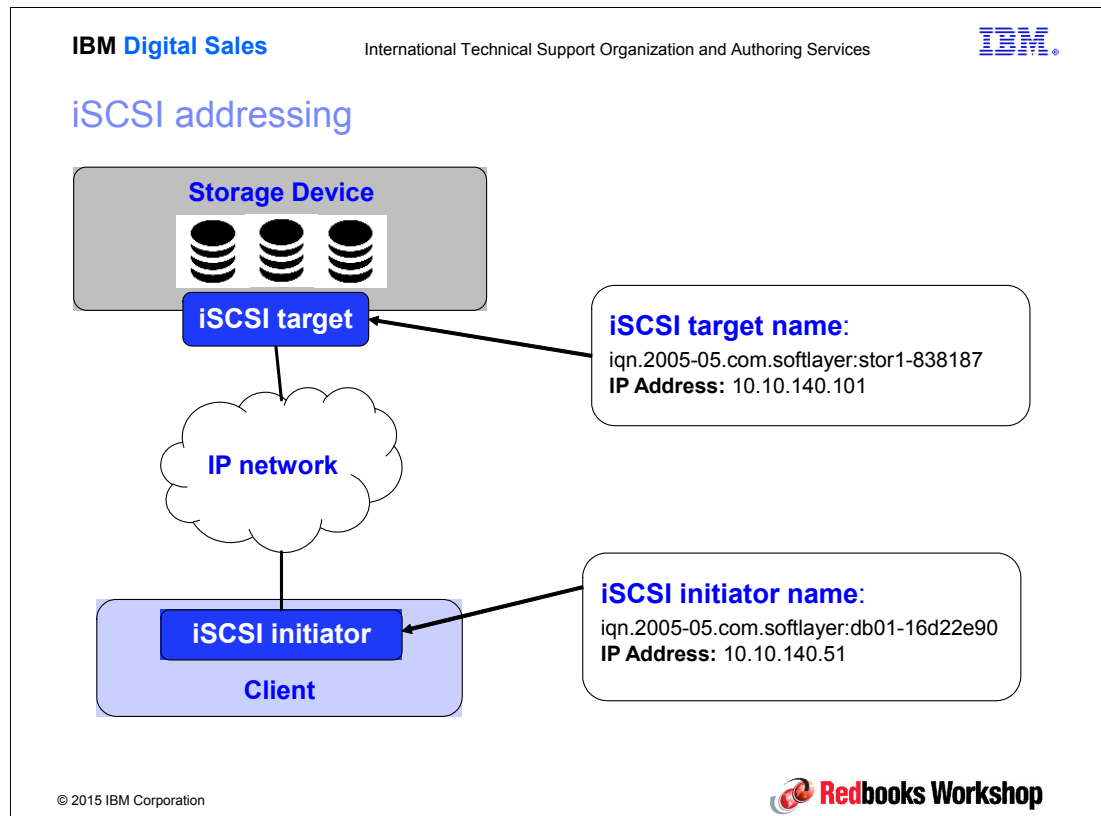 IBM Digital Sales
International Technical Support Organization and Authoring Services
IBM®
iSCSI addressing
Storage Device
iSCSI target
iSCSI target name:
iqn.2005-05.com.softlayer:stor1-838187
IP Address: 10.10.140.101
IP network
iSCSI initiator
Client
iSCSI initiator name:
iqn.2005-05.com.softlayer:db01-16d22e90
IP Address: 10.10.140.51
© 2015 IBM Corporation
Redbooks Workshop